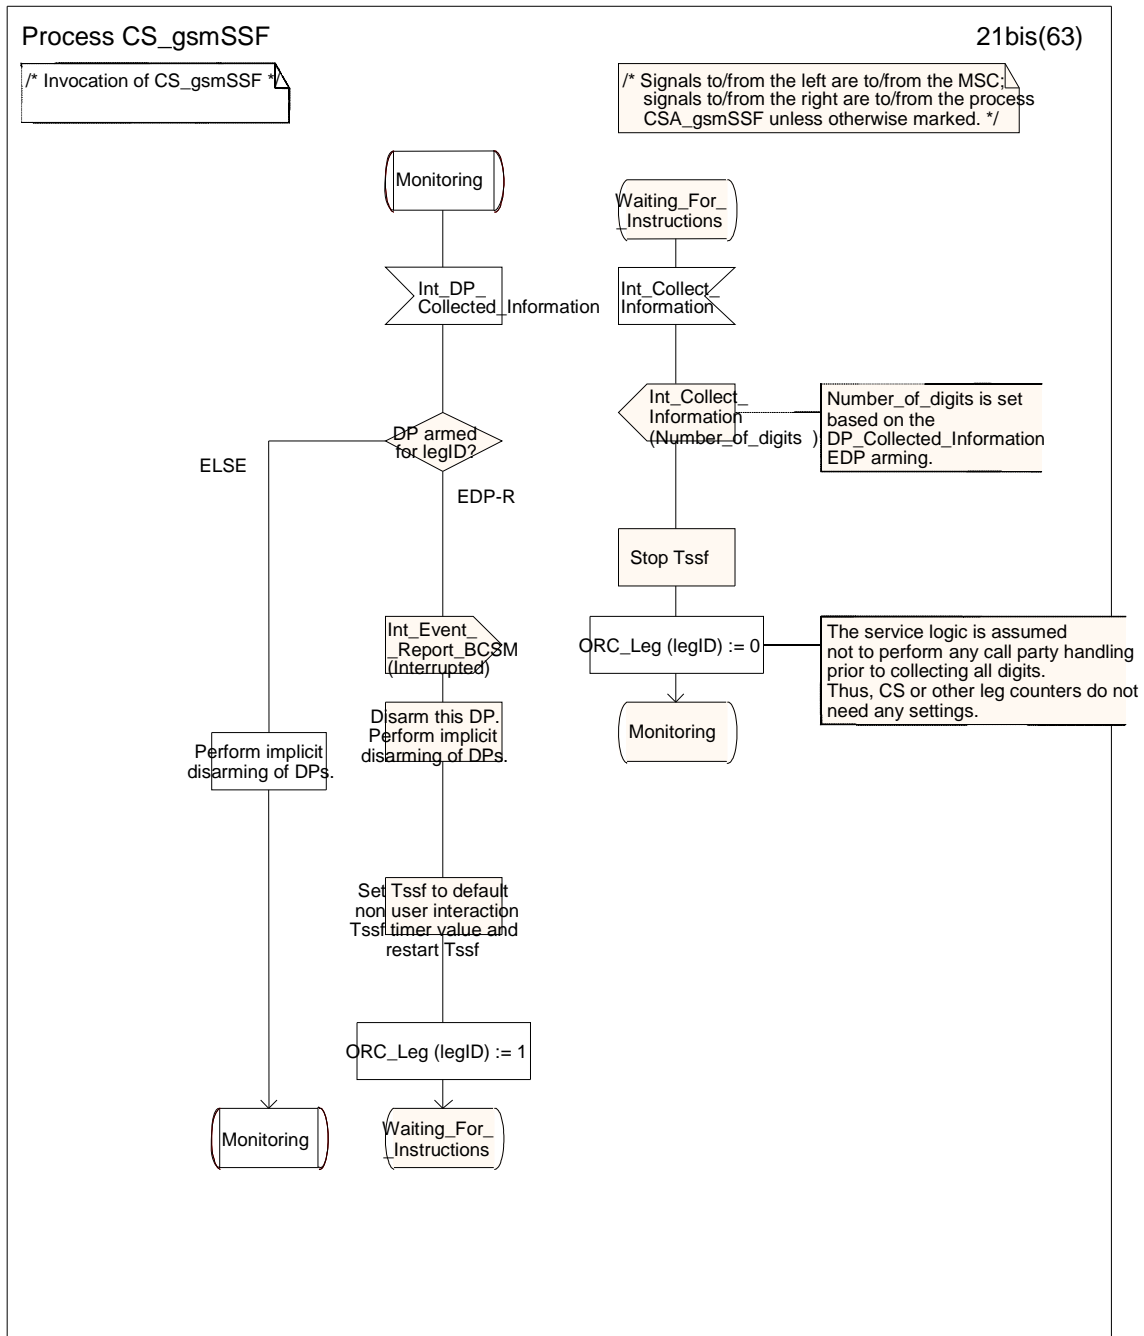 Process CS_gsmSSF
21bis(63)
/* Invocation of CS_gsmSSF */
/* Signals to/from the left are to/from the MSC;
signals to/from the right are to/from the process
CSA_gsmSSF unless otherwise marked. */
Monitoring
Int_DP_
Collected_Information
DP armed
for legID?
ELSE
EDP-R
Int_Event_
_Report_BCSM
(Interrupted)
Disarm this DP.
Perform implicit
disarming of DPs.
Perform implicit
disarming of DPs.
Set Tssf to default
non user interaction
Tssf timer value and
restart Tssf
ORC_Leg (legID) := 1
Monitoring
Waiting_For_
_Instructions
Waiting_For_
_Instructions
Int_Collect_
Information
Int_Collect_
Information
(Number_of_digits )
Number_of_digits is set
based on the
DP_Collected_Information
EDP arming.
Stop Tssf
ORC_Leg (legID) := 0
The service logic is assumed
not to perform any call party handling
prior to collecting all digits.
Thus, CS or other leg counters do not
need any settings.
Monitoring